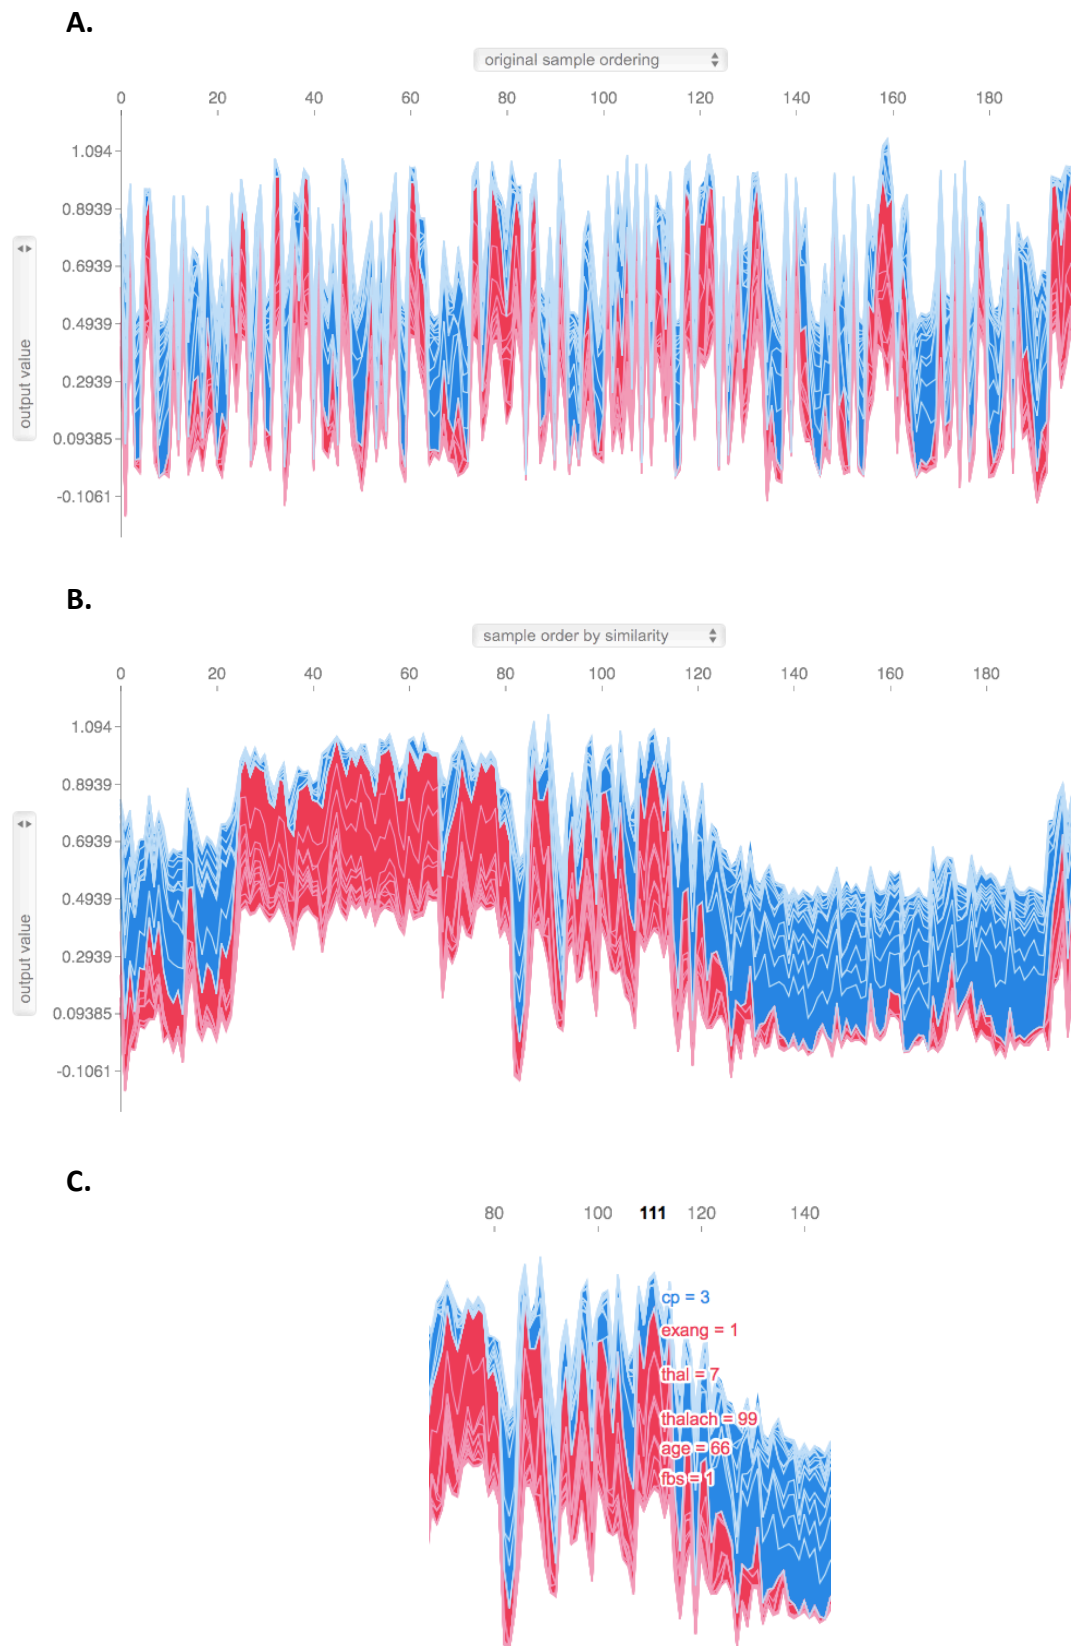 A.
original sample ordering
0 20 40 60 80 100 120 140 160 180
1.094
0.8939
0.6939
0.4939
0.2939
0.09385
-0.1061
output value
B.
sample order by similarity
0 20 40 60 80 100 120 140 160 180
1.094
0.8939
0.6939
0.4939
0.2939
0.09385
-0.1061
output value
C.
80 100 111 120 140
cp = 3
exang = 1
thal = 7
thalach = 99
age = 66
fbs = 1